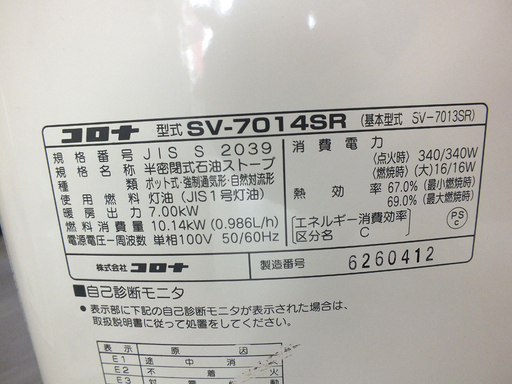 コロナ 型式 SV-7014SR (基本型式 SV-7013SR)
規格番号 JIS S 2039
規格名称 半密閉式石油ストーブ
種類 ポット式・強制通気形・自然対流形
使用燃料 灯油 (JIS1号灯油)
暖房出力 7.00kW
燃料消費量 10.14kW (0.986L/h)
電源電圧-周波数 単相100V 50/60Hz
消費電力
(点火時) 340/340W
(燃焼時) (大) 16/16W
熱効率 67.0% (最小燃焼時)
69.0% (最大燃焼時)
[エネルギー消費効率]
区分名 C
PS
C
株式会社 コロナ
製造番号 6260412
■自己診断モニタ
● 表示部に下記の自己診断モニタが表示された場合は、
取扱説明書に従って処置をしてください。
表示 原因
E1 途中消
E2 不着火
E3 対震